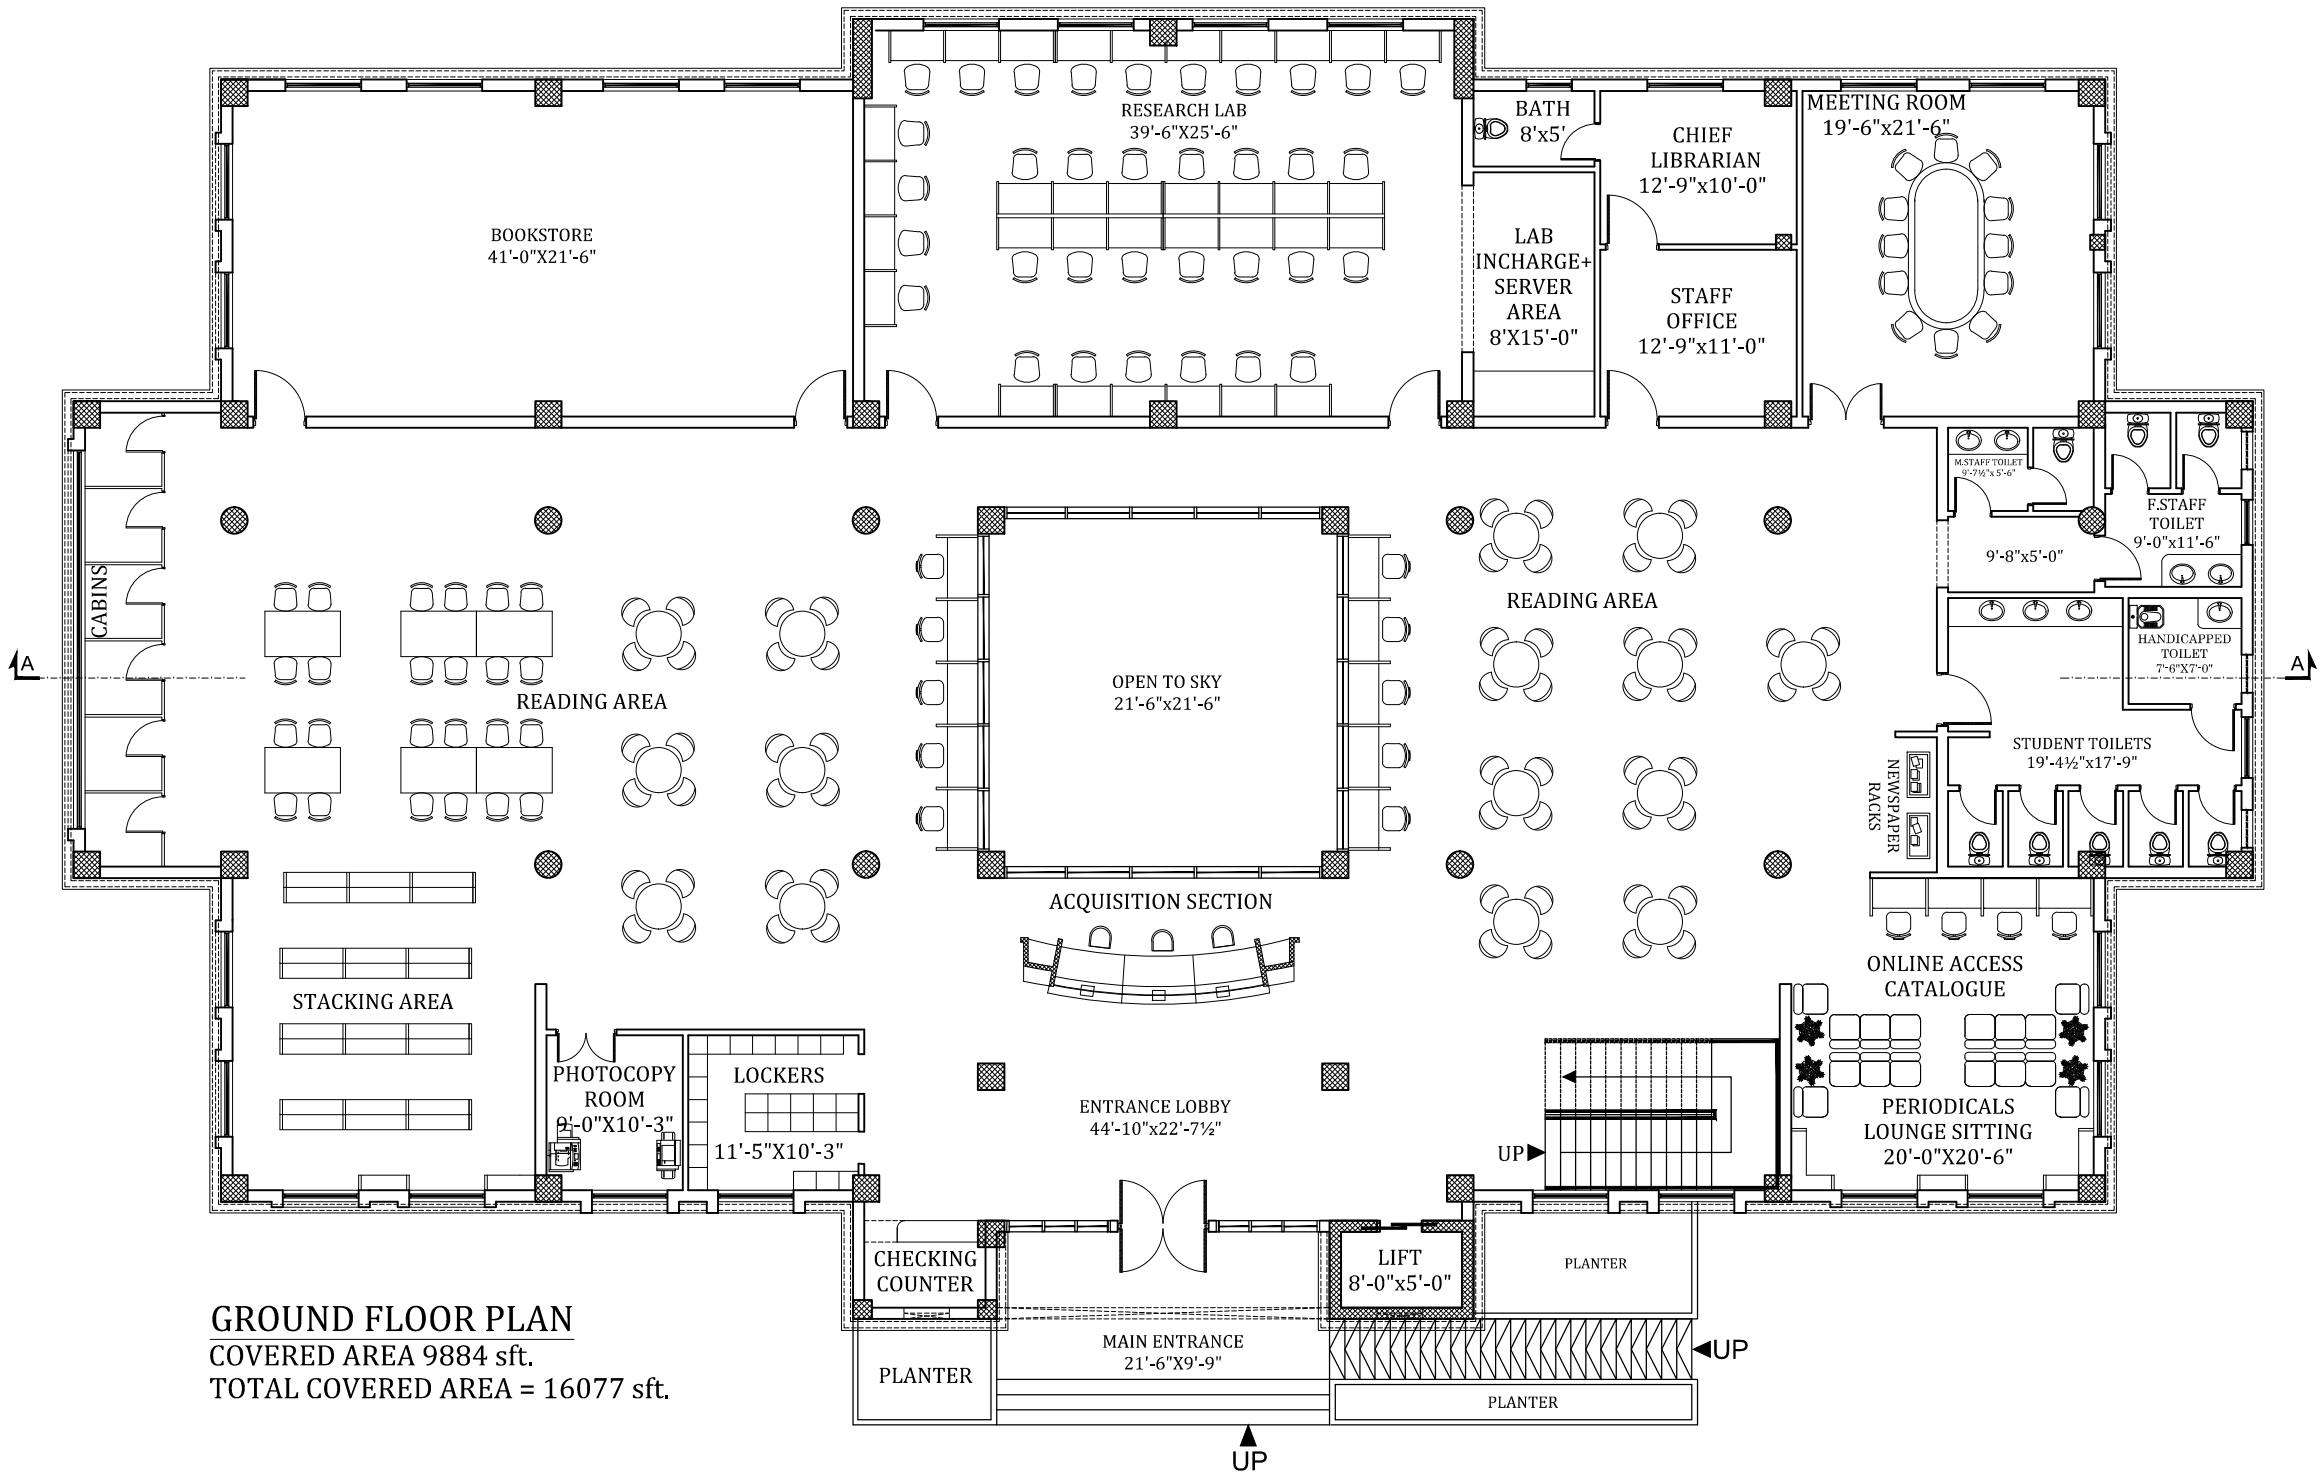 RESEARCH LAB
39'-6"X25'-6"
BATH
8'x5'
CHIEF
LIBRARIAN
12'-9"x10'-0"
MEETING ROOM
19'-6"x21'-6"
BOOKSTORE
41'-0"X21'-6"
LAB
INCHARGE+
SERVER
AREA
8'X15'-0"
STAFF
OFFICE
12'-9"x11'-0"
M.STAFF TOILET
9'-7½"x 5'-6"
F.STAFF
TOILET
9'-0"x11'-6"
9'-8"x5'-0"
CABINS
READING AREA
READING AREA
OPEN TO SKY
21'-6"x21'-6"
HANDICAPPED
TOILET
7'-6"X7'-0"
A
A
STUDENT TOILETS
19'-4½"x17'-9"
NEWSPAPER
RACKS
ACQUISITION SECTION
STACKING AREA
ONLINE ACCESS
CATALOGUE
PHOTOCOPY
ROOM
9'-0"X10'-3"
LOCKERS
11'-5"X10'-3"
ENTRANCE LOBBY
44'-10"x22'-7½"
UP
PERIODICALS
LOUNGE SITTING
20'-0"X20'-6"
CHECKING
COUNTER
LIFT
8'-0"x5'-0"
PLANTER
MAIN ENTRANCE
21'-6"X9'-9"
UP
PLANTER
PLANTER
UP
GROUND FLOOR PLAN
COVERED AREA 9884 sft.
TOTAL COVERED AREA = 16077 sft.